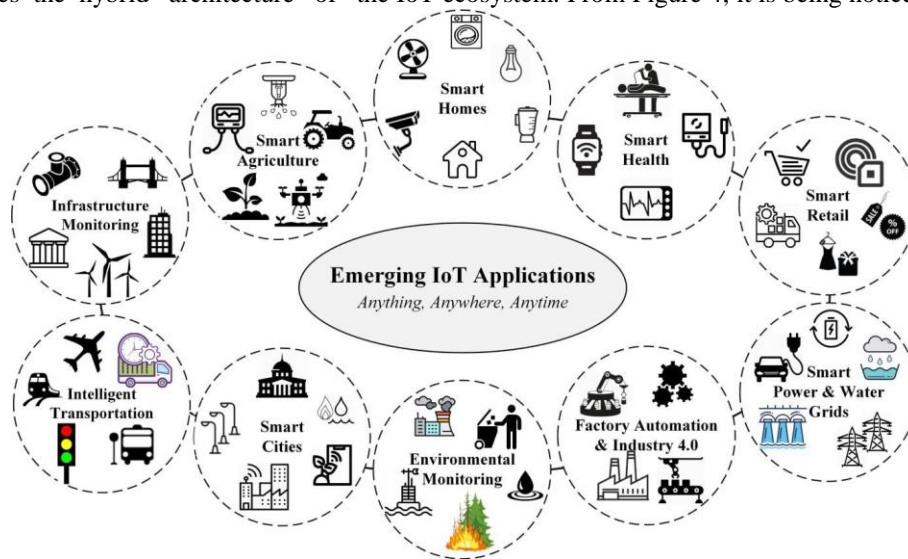 the hybrid architecture of the IoT ecosystem. From Figure 4, it is being notice
Smart
Homes
Smart
Agriculture
Smart
Health
Infrastructure
Monitoring
Smart
Retail
SALE
%
OFF
Emerging IoT Applications
Anything, Anywhere, Anytime
Intelligent
Transportation
Smart
Cities
Environmental
Monitoring
Factory Automation
& Industry 4.0
Smart
Power & Water
Grids